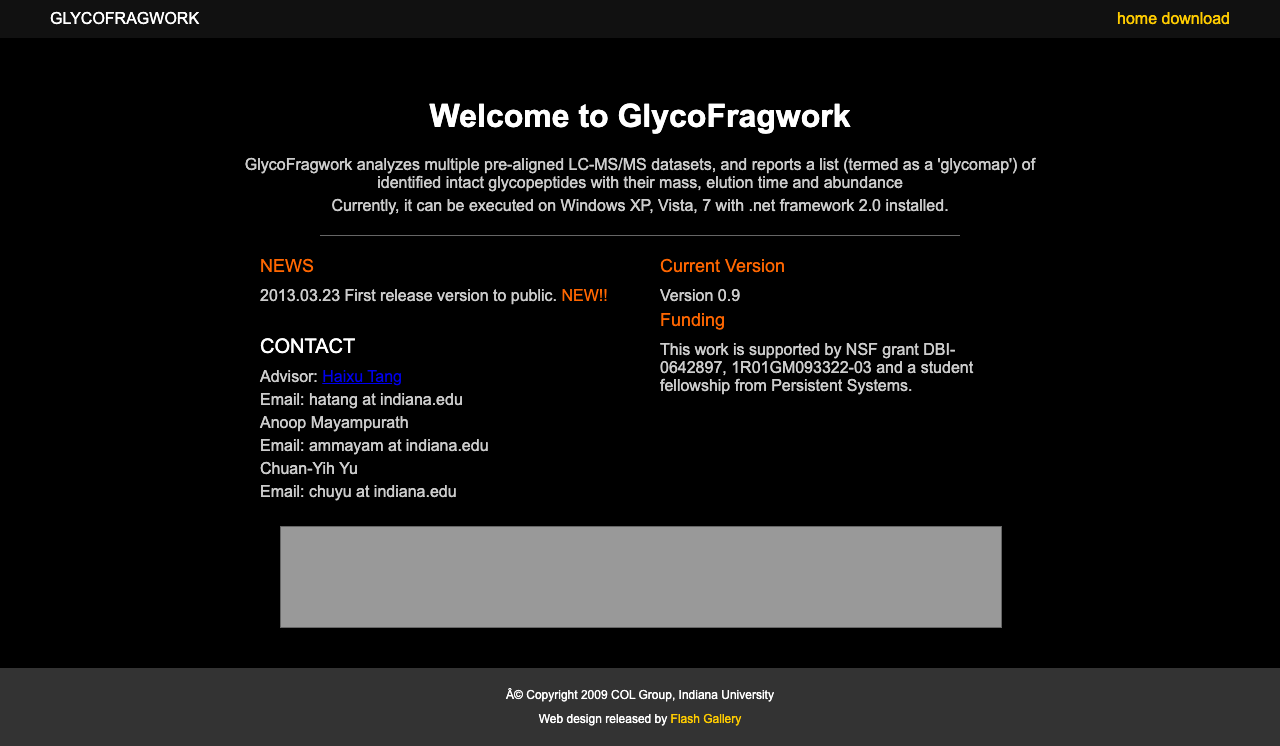 GLYCOFRAGWORK
home download
Welcome to GlycoFragwork
GlycoFragwork analyzes multiple pre-aligned LC-MS/MS datasets, and reports a list (termed as a 'glycomap') of
identified intact glycopeptides with their mass, elution time and abundance
Currently, it can be executed on Windows XP, Vista, 7 with .net framework 2.0 installed.
NEWS
2013.03.23 First release version to public. NEW!!
CONTACT
Advisor: Haixu Tang
Email: hatang at indiana.edu
Anoop Mayampurath
Email: ammayam at indiana.edu
Chuan-Yih Yu
Email: chuyu at indiana.edu
Current Version
Version 0.9
Funding
This work is supported by NSF grant DBI-
0642897, 1R01GM093322-03 and a student
fellowship from Persistent Systems.
Â© Copyright 2009 COL Group, Indiana University
Web design released by Flash Gallery